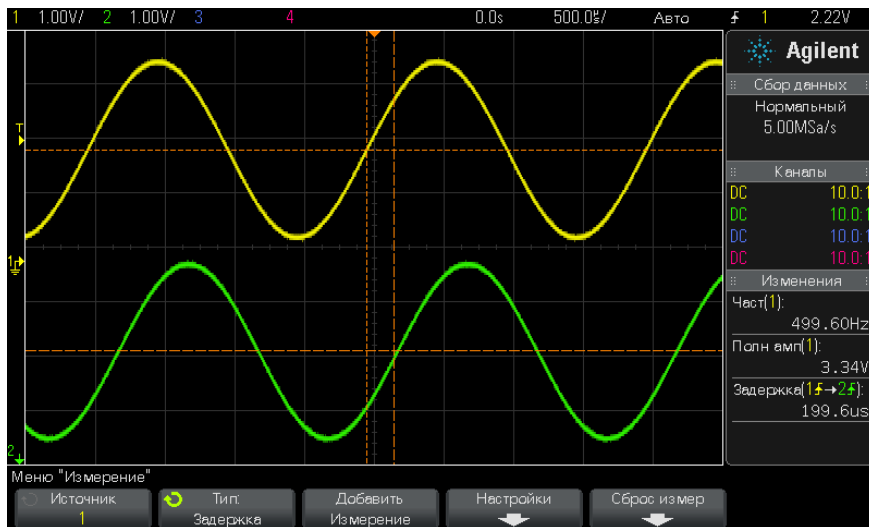 1 1.00V/ 2 1.00V/ 3 4 0.0s 500.0㎲/ Авто 1 2.22V
Agilent
Сбор данных
Нормальный
5.00MSa/s
Каналы
DC 10.0:1
DC 10.0:1
DC 10.0:1
DC 10.0:1
Изменения
Част(1):
499.60Hz
Полн амп(1):
3.34V
Задержка(1→2):
199.6us
T
1
2
Меню "Измерение"
Источник
1
Тип:
Задержка
Добавить
Измерение
Настройки
Сброс измер